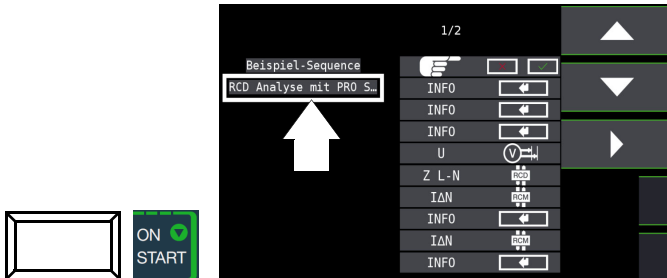 1/2
Beispiel-Sequence
RCD Analyse mit PRO S…
INFO
INFO
INFO
U
V
Z L-N
RCD
IΔN
RCM
INFO
IΔN
RCM
INFO
ON
START